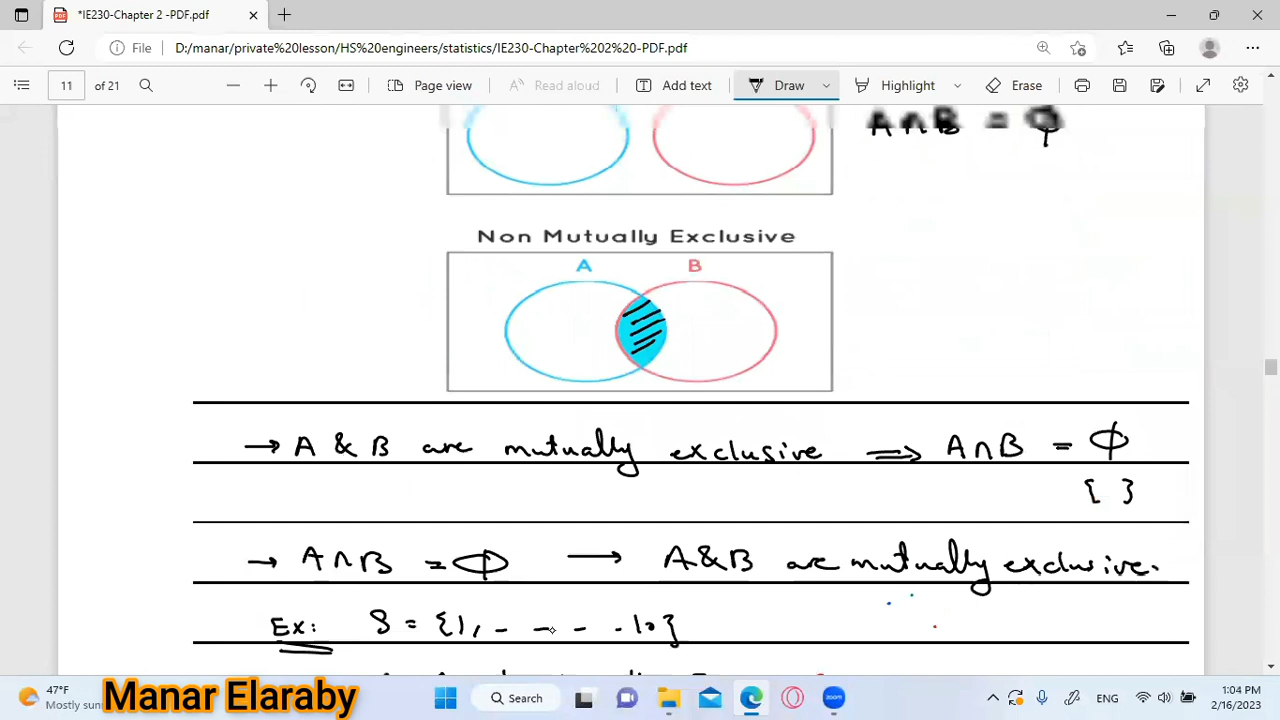 *IE230-Chapter 2 -PDF.pdf
File D:/manar/private%20lesson/HS%20engineers/statistics/IE230-Chapter%202%20-PDF.pdf
11 of 21 Page view Read aloud Add text Draw Highlight Erase
A∩B = Φ
Non Mutually Exclusive
A B
→ A & B are mutually exclusive ⇒ A∩B = Φ
{ }
→ A∩B = Φ → A&B are mutually exclusive.
Ex: S = {1, - - - - 10}
47°F
Mostly sunn
Manar Elaraby
Search
ENG
1:04 PM
2/16/2023